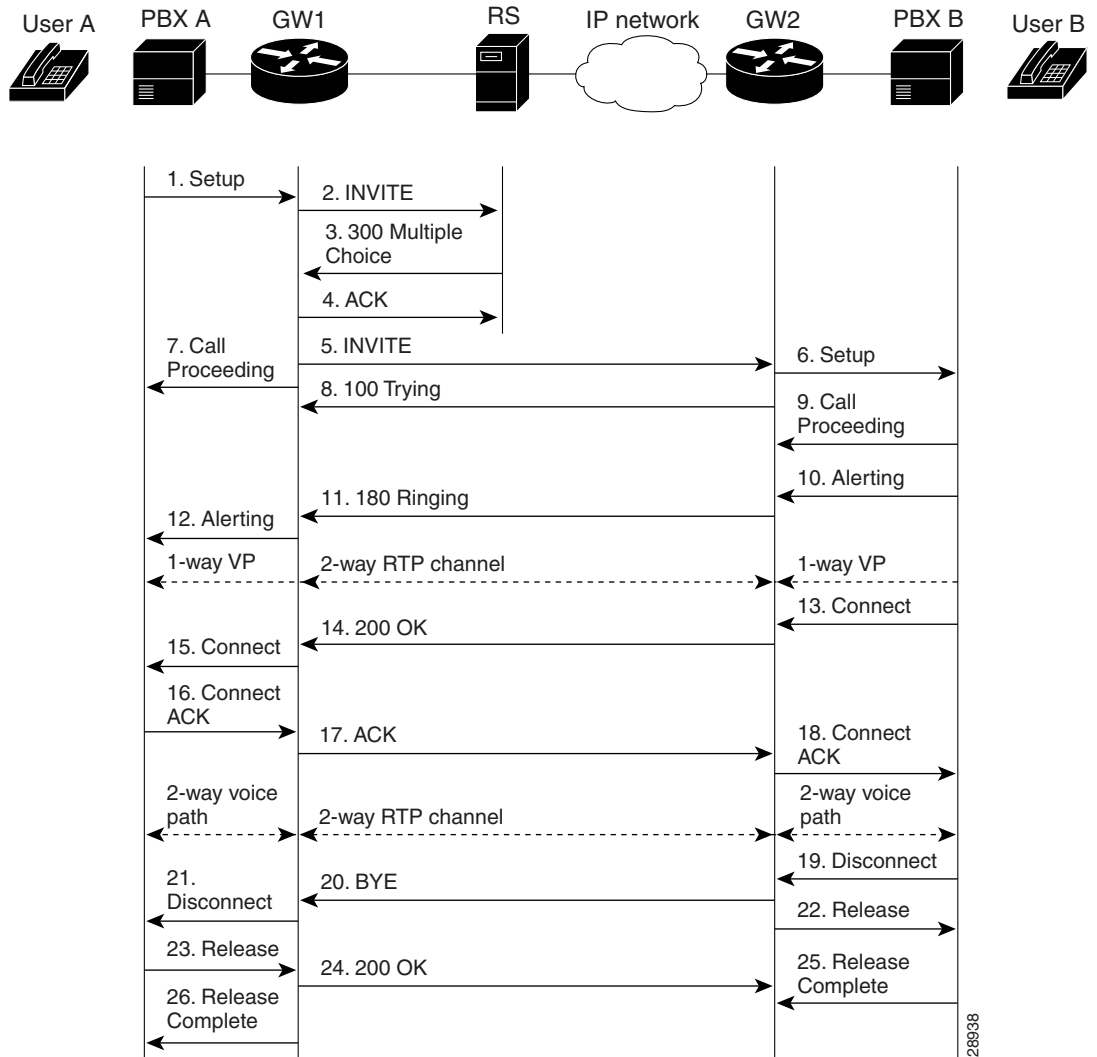 User A
PBX A
GW1
RS
IP network
GW2
PBX B
User B
1. Setup
2. INVITE
3. 300 Multiple
Choice
4. ACK
7. Call
Proceeding
5. INVITE
6. Setup
8. 100 Trying
9. Call
Proceeding
10. Alerting
11. 180 Ringing
12. Alerting
1-way VP
2-way RTP channel
1-way VP
13. Connect
14. 200 OK
15. Connect
16. Connect
ACK
17. ACK
18. Connect
ACK
2-way voice
path
2-way RTP channel
2-way voice
path
19. Disconnect
21.
Disconnect
20. BYE
22. Release
23. Release
24. 200 OK
25. Release
Complete
26. Release
Complete
28938